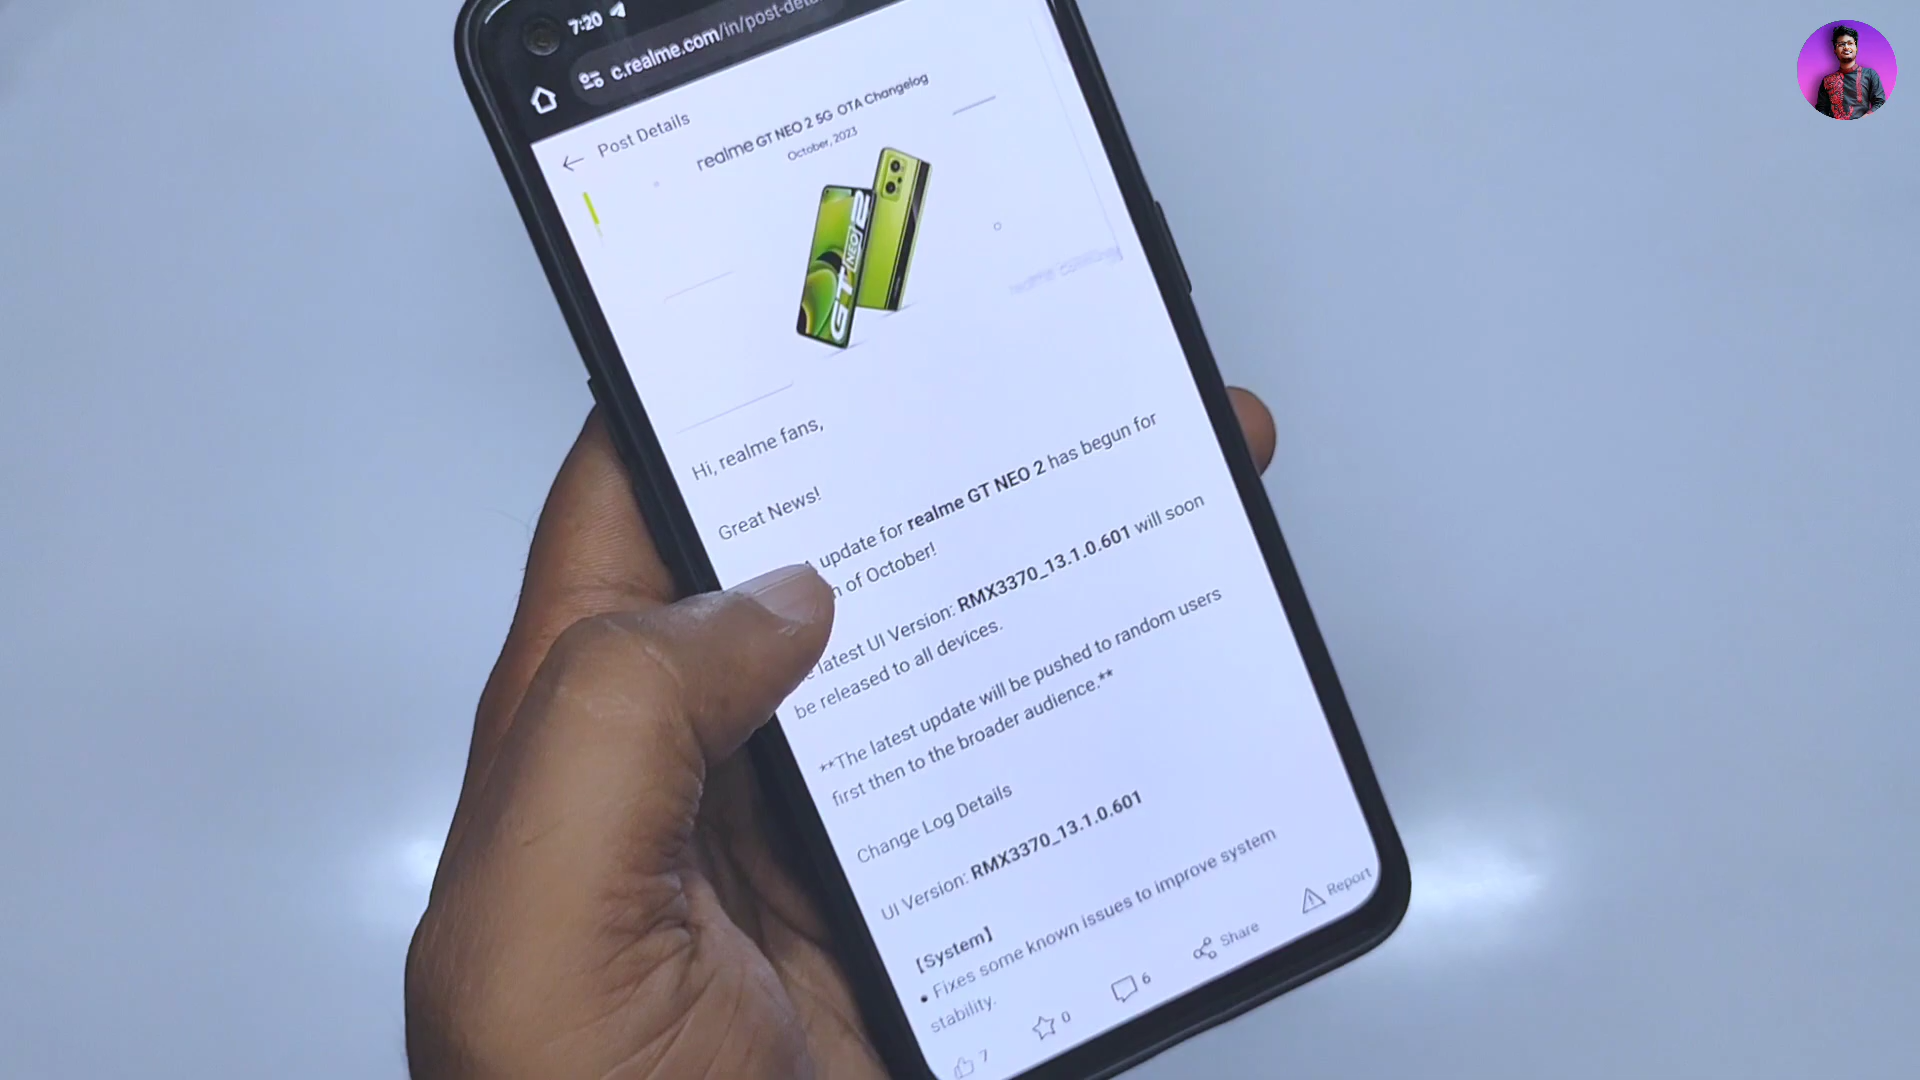 7:20
c.realme.com/in/post-deta
Post Details
realme GT NEO 2 5G OTA Changelog
October, 2023
GT NEO 2
Hi, realme fans,
Great News!
update for realme GT NEO 2 has begun for
of October!
latest UI Version: RMX3370_13.1.0.601 will soon
be released to all devices.
**The latest update will be pushed to random users
first then to the broader audience.**
Change Log Details
UI Version: RMX3370_13.1.0.601
【System】
• Fixes some known issues to improve system
stability.
7
0
6
Share
Report